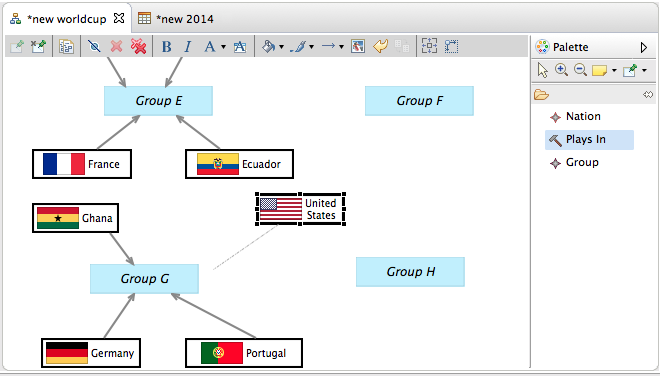 *new worldcup
*new 2014
B I A A
Palette
Nation
Plays In
Group
Group E
Group F
France
Ecuador
United
States
Ghana
Group G
Group H
Germany
Portugal